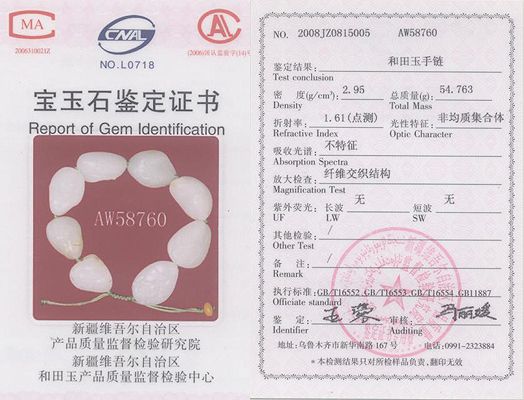 MA
2006310021Z
CNAL
NO.L0718
AL
宝玉石鉴定证书
Report of Gem Identification
AW58760
新疆维吾尔自治区
产品质量监督检验研究院
新疆维吾尔自治区
和田玉产品质量监督检验中心
NO. 2008JZ0815005 AW58760
鉴定结果: 和田玉手链
Test conclusion
密 度(g/cm³): 2.95 总质量(g): 54.763
Density Total Mass
折射率: 1.61(点测) 光性特征: 非均质集合体
Refractive Index Optic Character
吸收光谱: 不特征
Absorption Spectra
放大检查: 纤维交织结构
Magnification Test
紫外荧光: 长波 无 短波 无
UF LW SW
其他检验: /
Other Test
备 注: /
Remark
执行标准: GB/T16552 GB/T16553 GB/T16554 GB11887
Officiate standard
鉴 定: 审核:
Identifier Auditing
地址: 乌鲁木齐市新华南路167号 电话: 0991-2323884
*本检测结果只对所检样品负责,翻印无效